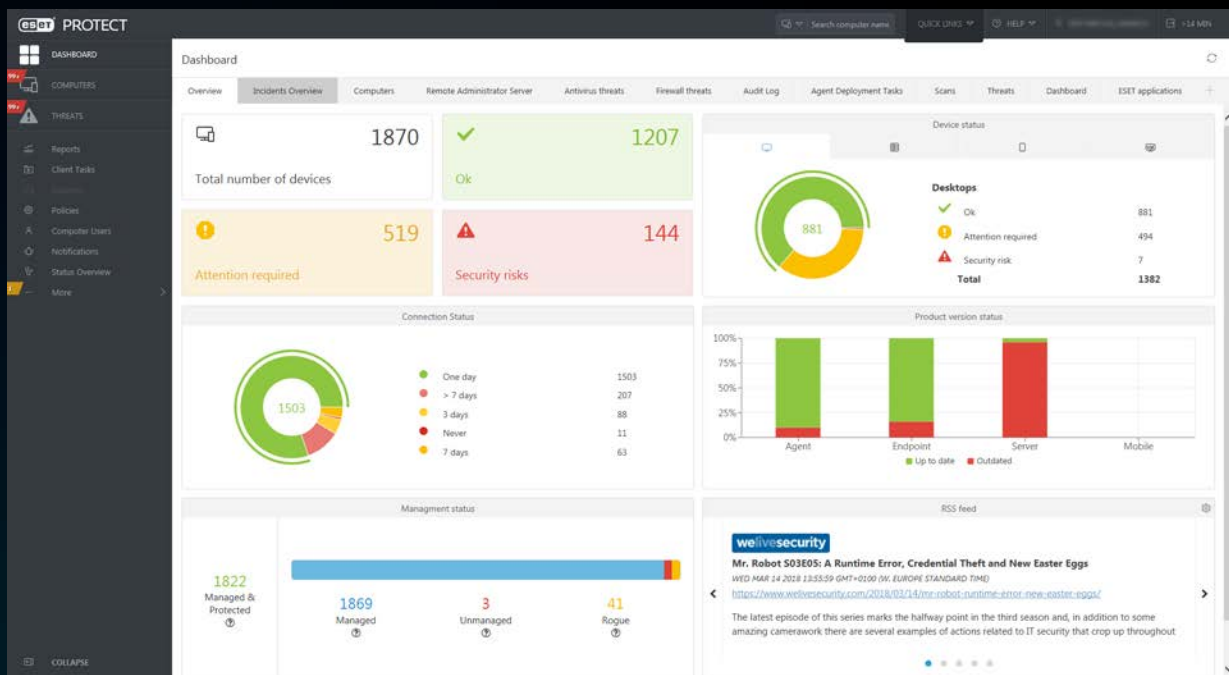 eset PROTECT
Search computer name
QUICK LINKS
HELP
>14 MIN
DASHBOARD
99+
COMPUTERS
99+
THREATS
Reports
Client Tasks
Policies
Computer Users
Notifications
Status Overview
More
COLLAPSE
Dashboard
Overview Incidents Overview Computers Remote Administrator Server Antivirus threats Firewall threats Audit Log Agent Deployment Tasks Scans Threats Dashboard ESET applications
1870
Total number of devices
1207
Ok
519
Attention required
144
Security risks
Device status
881
Desktops
Ok 881
Attention required 494
Security risk 7
Total 1382
Connection Status
1503
One day 1503
> 7 days 207
3 days 88
Never 11
7 days 63
Product version status
100%
75%
50%
25%
0%
Agent Endpoint Server Mobile
Up to date Outdated
Managment status
1822
Managed &
Protected
1869
Managed
3
Unmanaged
41
Rogue
RSS feed
welivesecurity
Mr. Robot S03E05: A Runtime Error, Credential Theft and New Easter Eggs
WED MAR 14 2018 13:55:59 GMT+0100 (W. EUROPE STANDARD TIME)
https://www.welivesecurity.com/2018/03/14/mr-robot-runtime-error-new-easter-eggs/
The latest episode of this series marks the halfway point in the third season and, in addition to some
amazing camerawork there are several examples of actions related to IT security that crop up throughout